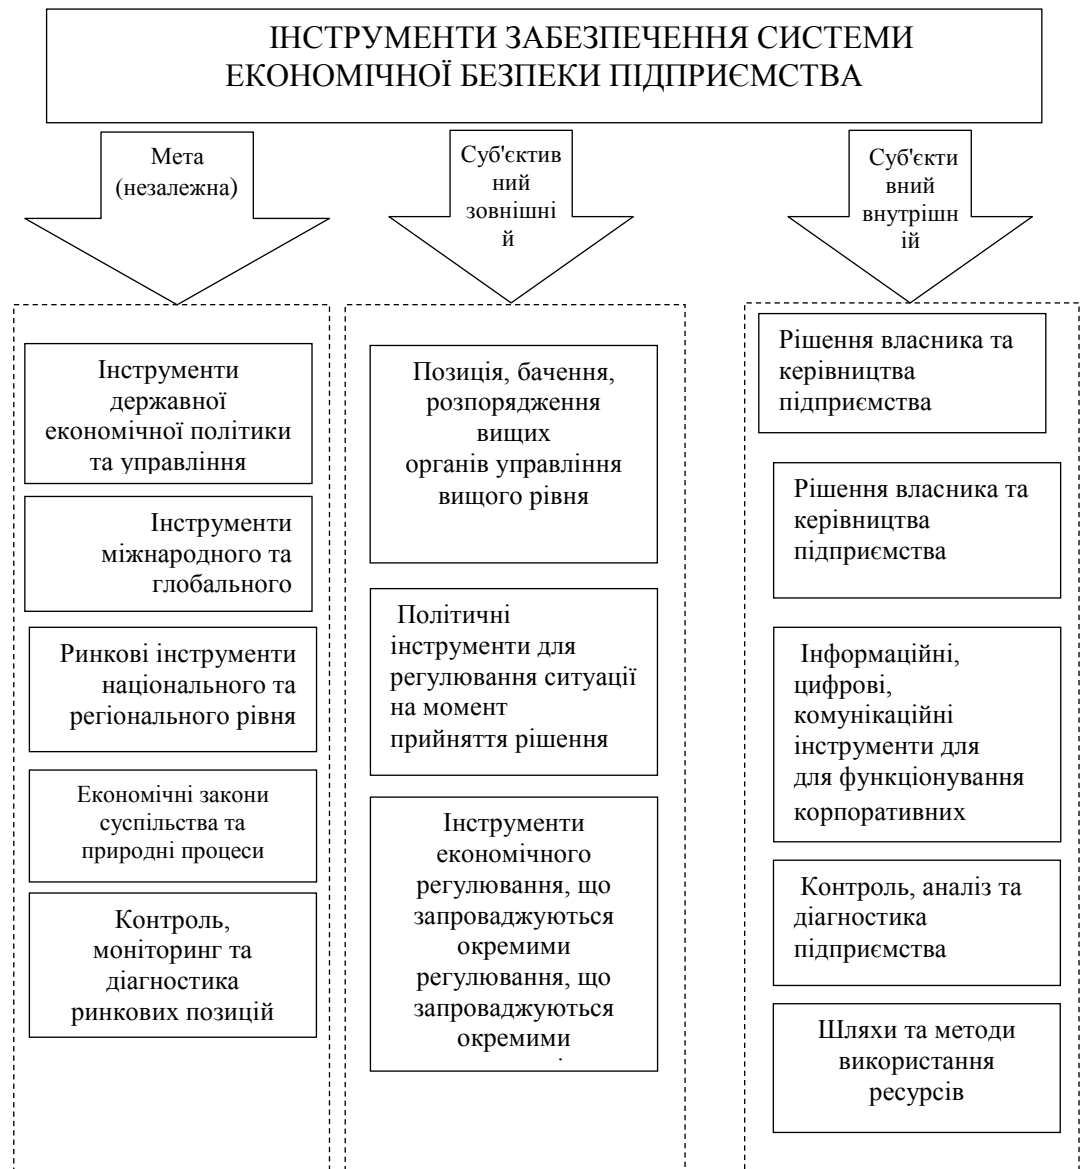 ІНСТРУМЕНТИ ЗАБЕЗПЕЧЕННЯ СИСТЕМИ
ЕКОНОМІЧНОЇ БЕЗПЕКИ ПІДПРИЄМСТВА
Мета
(незалежна)
Суб'єктив
ний
зовнішні
й
Суб'єкти
вний
внутрішн
ій
Інструменти
державної
економічної політики
та управління
Інструменти
міжнародного та
глобального
Ринкові інструменти
національного та
регіонального рівня
Економічні закони
суспільства та
природні процеси
Контроль,
моніторинг та
діагностика
ринкових позицій
Позиція, бачення,
розпорядження
вищих
органів управління
вищого рівня
Політичні
інструменти для
регулювання ситуації
на момент
прийняття рішення
Інструменти
економічного
регулювання, що
запроваджуються
окремими
регулювання, що
запроваджуються
окремими
Рішення власника та
керівництва
підприємства
Рішення власника та
керівництва
підприємства
Інформаційні,
цифрові,
комунікаційні
інструменти для
для функціонування
корпоративних
Контроль, аналіз та
діагностика
підприємства
Шляхи та методи
використання
ресурсів